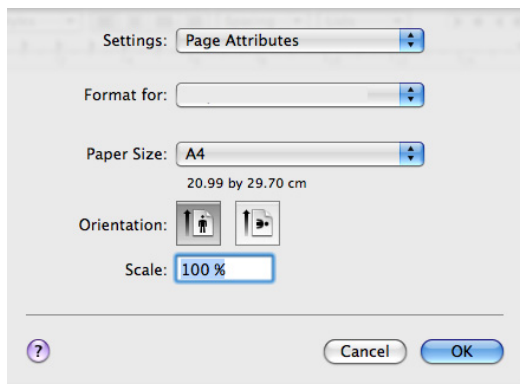 Settings: Page Attributes
Format for:
Paper Size: A4
20.99 by 29.70 cm
Orientation:
Scale: 100 %
? Cancel OK